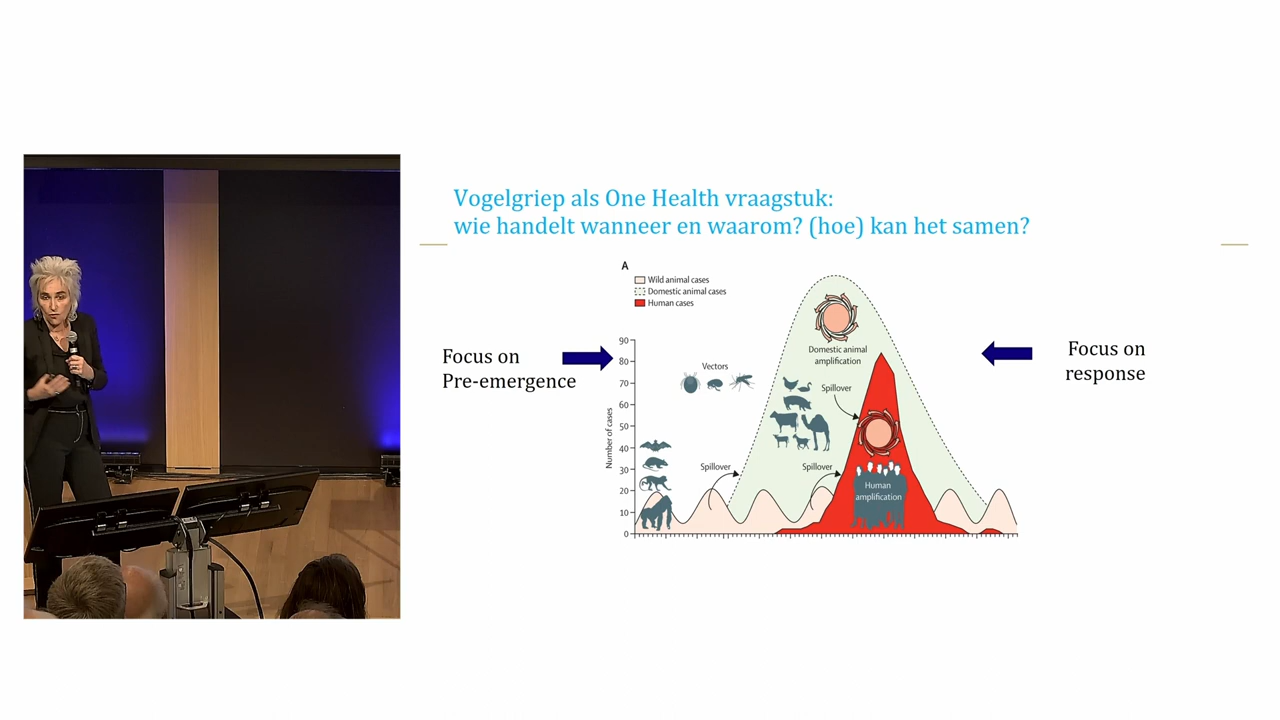 Vogelgriep als One Health vraagstuk:
wie handelt wanneer en waarom? (hoe) kan het samen?
A
Wild animal cases
Domestic animal cases
Human cases
Focus on
Pre-emergence
Focus on
response
Number of cases
90
80
70
60
50
40
30
20
10
0
Vectors
Domestic animal
amplification
Spillover
Spillover
Spillover
Human
amplification